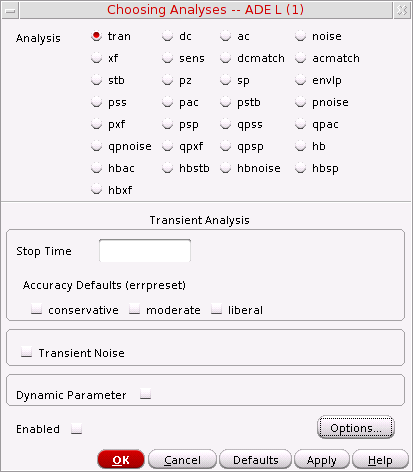 Choosing Analyses -- ADE L (1)
Analysis tran dc ac noise
xf sens dcmatch acmatch
stb pz sp envlp
pss pac pstb pnoise
pxf psp qpss qpac
qpnoise qpxf qpsp hb
hbac hbstb hbnoise hbsp
hbxf
Transient Analysis
Stop Time
Accuracy Defaults (errpreset)
conservative moderate liberal
Transient Noise
Dynamic Parameter
Enabled Options...
OK Cancel Defaults Apply Help